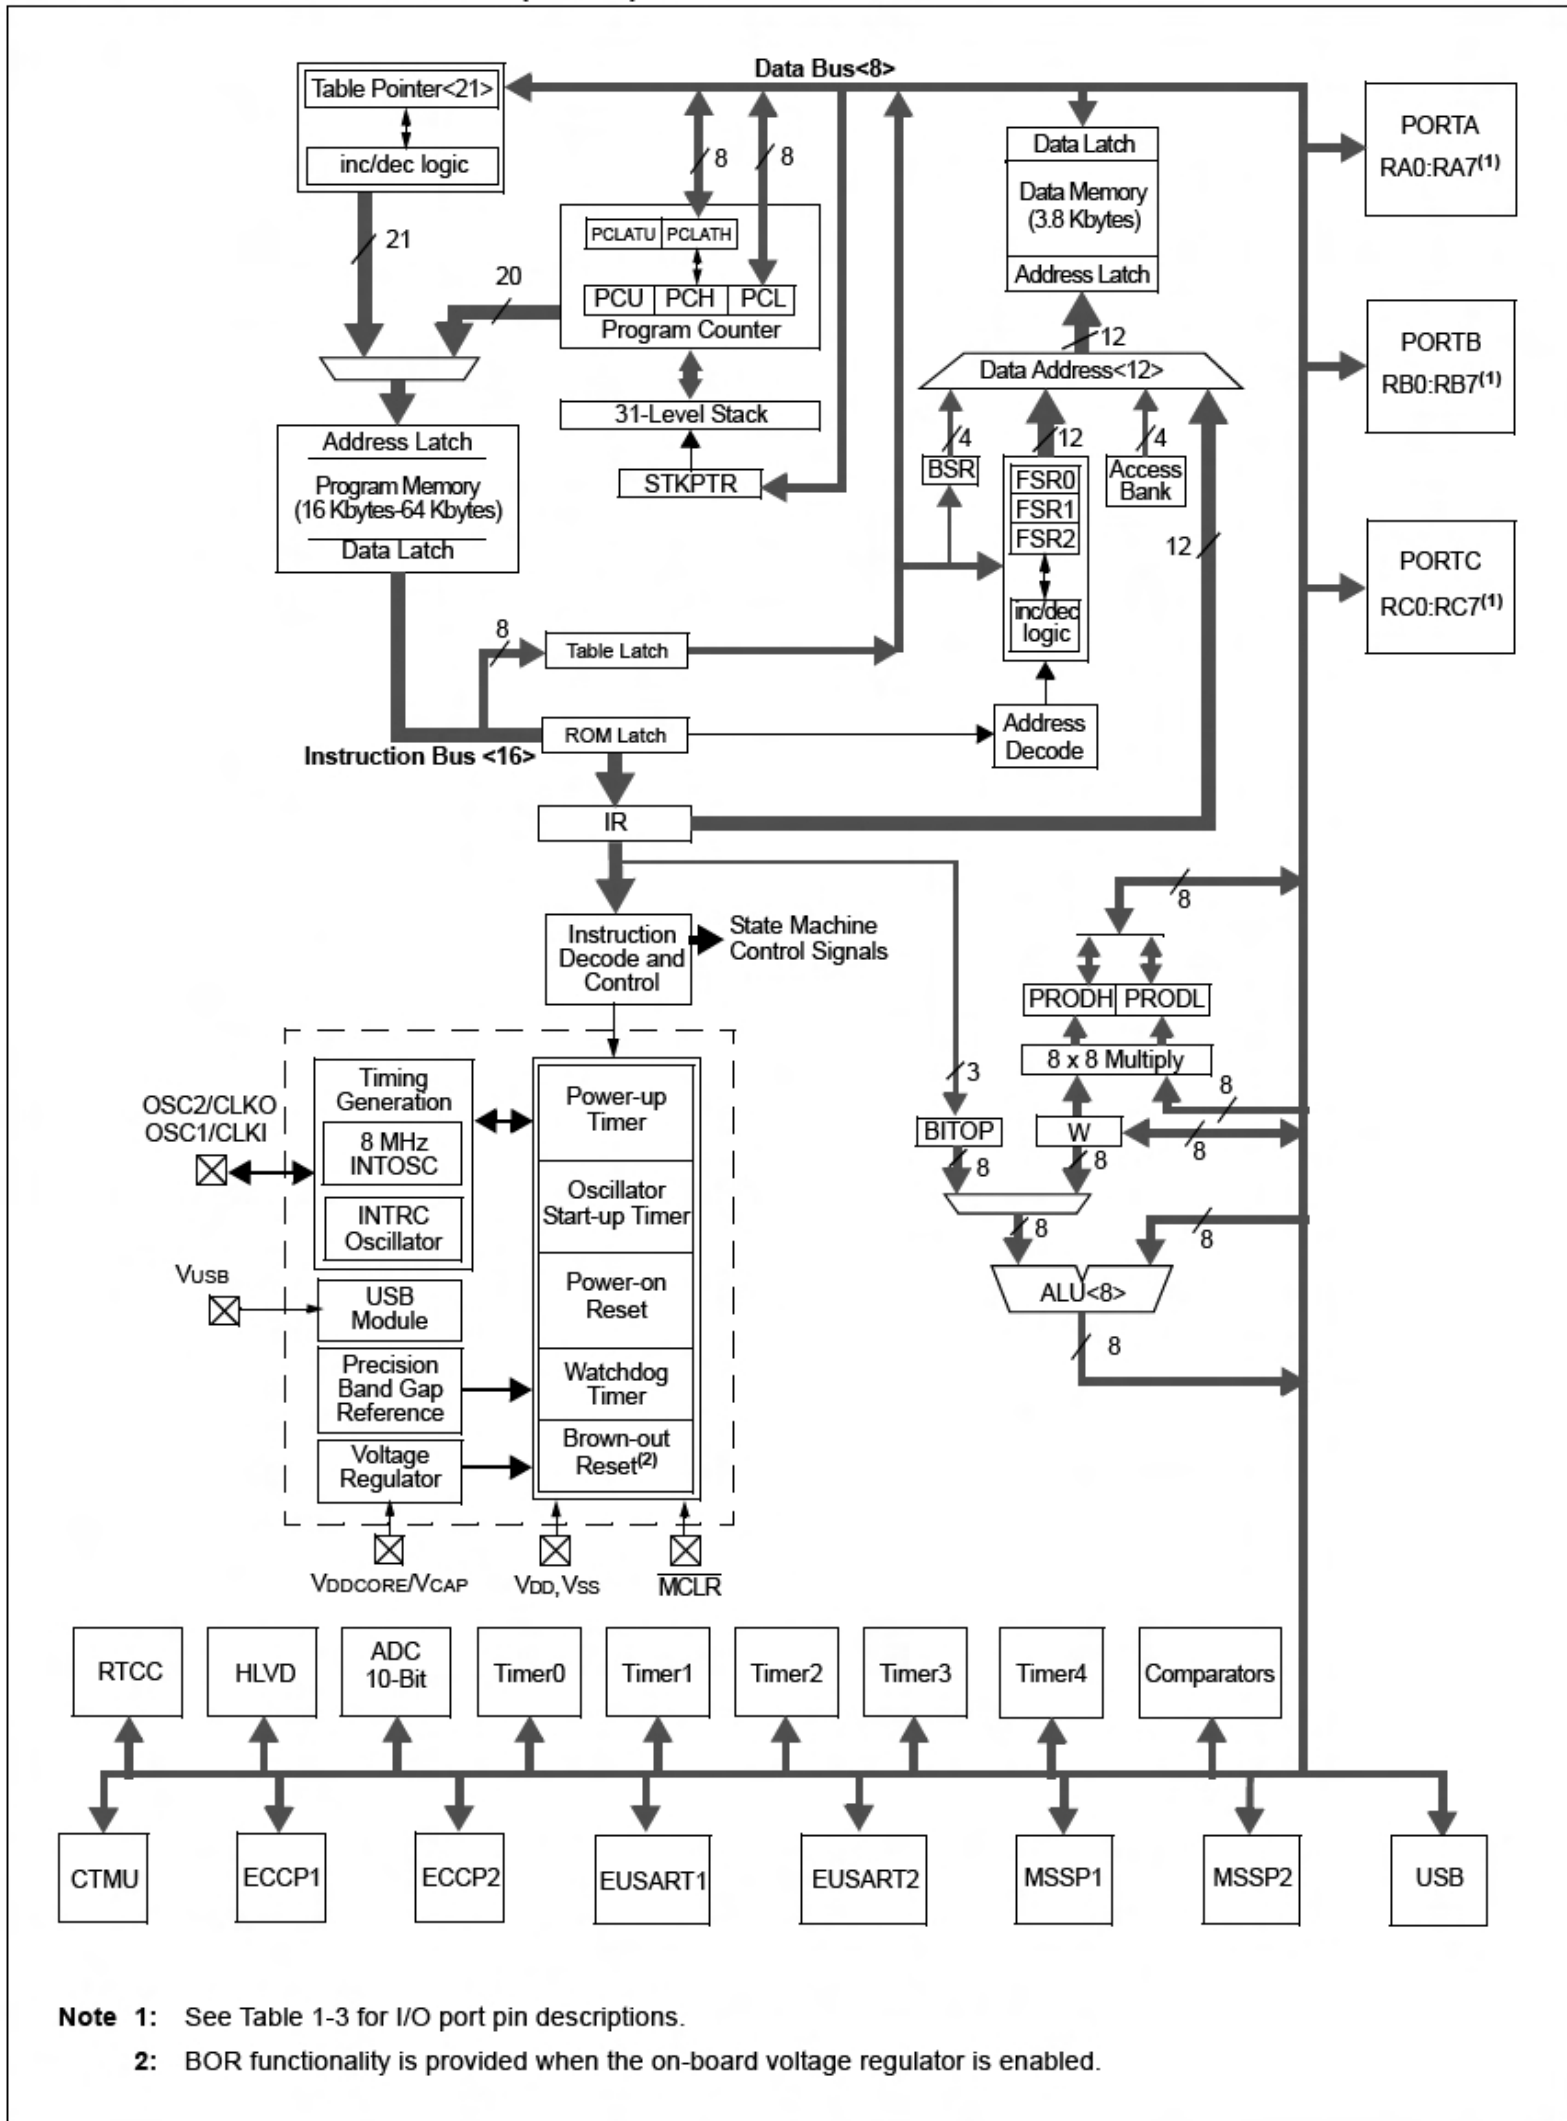 Data Bus<8>
Table Pointer<21>
inc/dec logic
21
20
8
8
PCLATU PCLATH
PCU PCH PCL
Program Counter
31-Level Stack
STKPTR
Data Latch
Data Memory
(3.8 Kbytes)
Address Latch
12
Data Address<12>
4
12
4
BSR
FSR0
FSR1
FSR2
inc/dec
logic
Access
Bank
12
PORTA
RA0:RA7(1)
PORTB
RB0:RB7(1)
PORTC
RC0:RC7(1)
Address Latch
Program Memory
(16 Kbytes-64 Kbytes)
Data Latch
8
Table Latch
ROM Latch
Instruction Bus <16>
Address
Decode
IR
Instruction
Decode and
Control
State Machine
Control Signals
8
PRODH PRODL
8 x 8 Multiply
3
8
BITOP
W
8
8
8
8
8
ALU<8>
8
OSC2/CLKO
OSC1/CLKI
Timing
Generation
8 MHz
INTOSC
INTRC
Oscillator
VUSB
USB
Module
Precision
Band Gap
Reference
Voltage
Regulator
Power-up
Timer
Oscillator
Start-up Timer
Power-on
Reset
Watchdog
Timer
Brown-out
Reset(2)
VDDCORE/VCAP
VDD, VSS
MCLR
RTCC
HLVD
ADC
10-Bit
Timer0
Timer1
Timer2
Timer3
Timer4
Comparators
CTMU
ECCP1
ECCP2
EUSART1
EUSART2
MSSP1
MSSP2
USB
Note 1: See Table 1-3 for I/O port pin descriptions.
2: BOR functionality is provided when the on-board voltage regulator is enabled.